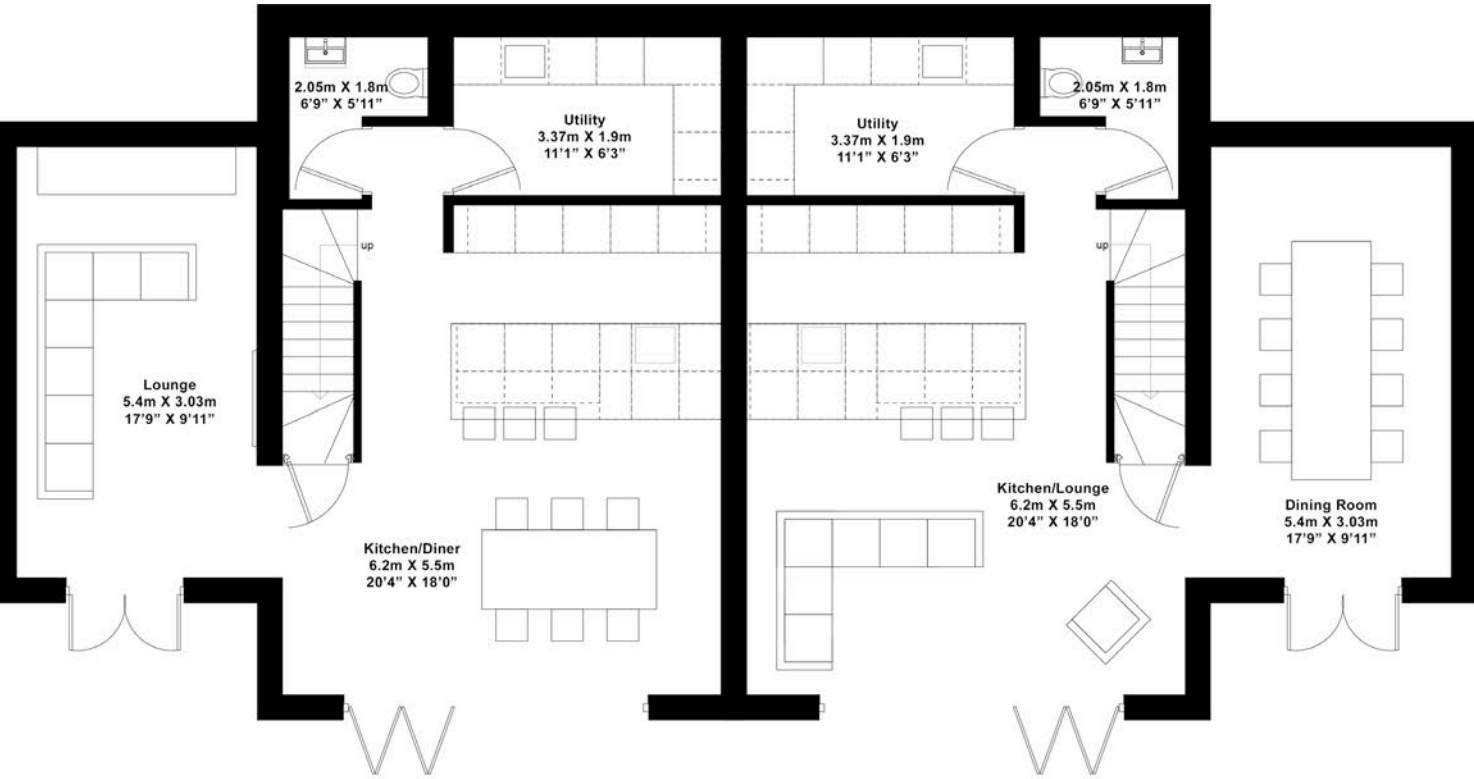 2.05m X 1.8m
6’9” X 5’11”
Utility
3.37m X 1.9m
11’1” X 6’3”
Utility
3.37m X 1.9m
11’1” X 6’3”
2.05m X 1.8m
6’9” X 5’11”
up
up
Lounge
5.4m X 3.03m
17’9” X 9’11”
Kitchen/Diner
6.2m X 5.5m
20’4” X 18’0”
Kitchen/Lounge
6.2m X 5.5m
20’4” X 18’0”
Dining Room
5.4m X 3.03m
17’9” X 9’11”